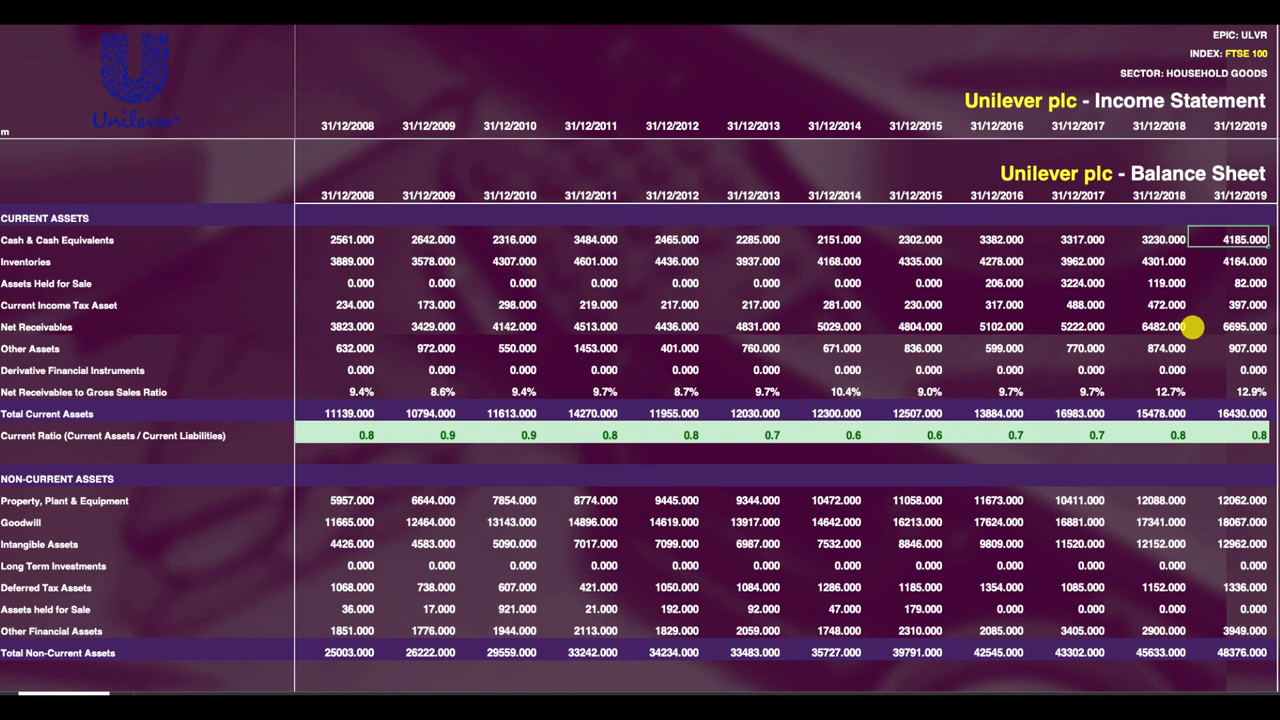 EPIC: ULVR
INDEX: FTSE 100
SECTOR: HOUSEHOLD GOODS
Unilever
Unilever plc - Income Statement
m 31/12/2008 31/12/2009 31/12/2010 31/12/2011 31/12/2012 31/12/2013 31/12/2014 31/12/2015 31/12/2016 31/12/2017 31/12/2018 31/12/2019
Unilever plc - Balance Sheet
31/12/2008 31/12/2009 31/12/2010 31/12/2011 31/12/2012 31/12/2013 31/12/2014 31/12/2015 31/12/2016 31/12/2017 31/12/2018 31/12/2019
CURRENT ASSETS
Cash & Cash Equivalents 2561.000 2642.000 2316.000 3484.000 2465.000 2285.000 2151.000 2302.000 3382.000 3317.000 3230.000 4185.000
Inventories 3889.000 3578.000 4307.000 4601.000 4436.000 3937.000 4168.000 4335.000 4278.000 3962.000 4301.000 4164.000
Assets Held for Sale 0.000 0.000 0.000 0.000 0.000 0.000 0.000 0.000 206.000 3224.000 119.000 82.000
Current Income Tax Asset 234.000 173.000 298.000 219.000 217.000 217.000 281.000 230.000 317.000 488.000 472.000 397.000
Net Receivables 3823.000 3429.000 4142.000 4513.000 4436.000 4831.000 5029.000 4804.000 5102.000 5222.000 6482.000 6695.000
Other Assets 632.000 972.000 550.000 1453.000 401.000 760.000 671.000 836.000 599.000 770.000 874.000 907.000
Derivative Financial Instruments 0.000 0.000 0.000 0.000 0.000 0.000 0.000 0.000 0.000 0.000 0.000 0.000
Net Receivables to Gross Sales Ratio 9.4% 8.6% 9.4% 9.7% 8.7% 9.7% 10.4% 9.0% 9.7% 9.7% 12.7% 12.9%
Total Current Assets 11139.000 10794.000 11613.000 14270.000 11955.000 12030.000 12300.000 12507.000 13884.000 16983.000 15478.000 16430.000
Current Ratio (Current Assets / Current Liabilities) 0.8 0.9 0.9 0.8 0.8 0.7 0.6 0.6 0.7 0.7 0.8 0.8
NON-CURRENT ASSETS
Property, Plant & Equipment 5957.000 6644.000 7854.000 8774.000 9445.000 9344.000 10472.000 11058.000 11673.000 10411.000 12088.000 12062.000
Goodwill 11665.000 12464.000 13143.000 14896.000 14619.000 13917.000 14642.000 16213.000 17624.000 16881.000 17341.000 18067.000
Intangible Assets 4426.000 4583.000 5090.000 7017.000 7099.000 6987.000 7532.000 8846.000 9809.000 11520.000 12152.000 12962.000
Long Term Investments 0.000 0.000 0.000 0.000 0.000 0.000 0.000 0.000 0.000 0.000 0.000 0.000
Deferred Tax Assets 1068.000 738.000 607.000 421.000 1050.000 1084.000 1286.000 1185.000 1354.000 1085.000 1152.000 1336.000
Assets held for Sale 36.000 17.000 921.000 21.000 192.000 92.000 47.000 179.000 0.000 0.000 0.000 0.000
Other Financial Assets 1851.000 1776.000 1944.000 2113.000 1829.000 2059.000 1748.000 2310.000 2085.000 3405.000 2900.000 3949.000
Total Non-Current Assets 25003.000 26222.000 29559.000 33242.000 34234.000 33483.000 35727.000 39791.000 42545.000 43302.000 45633.000 48376.000